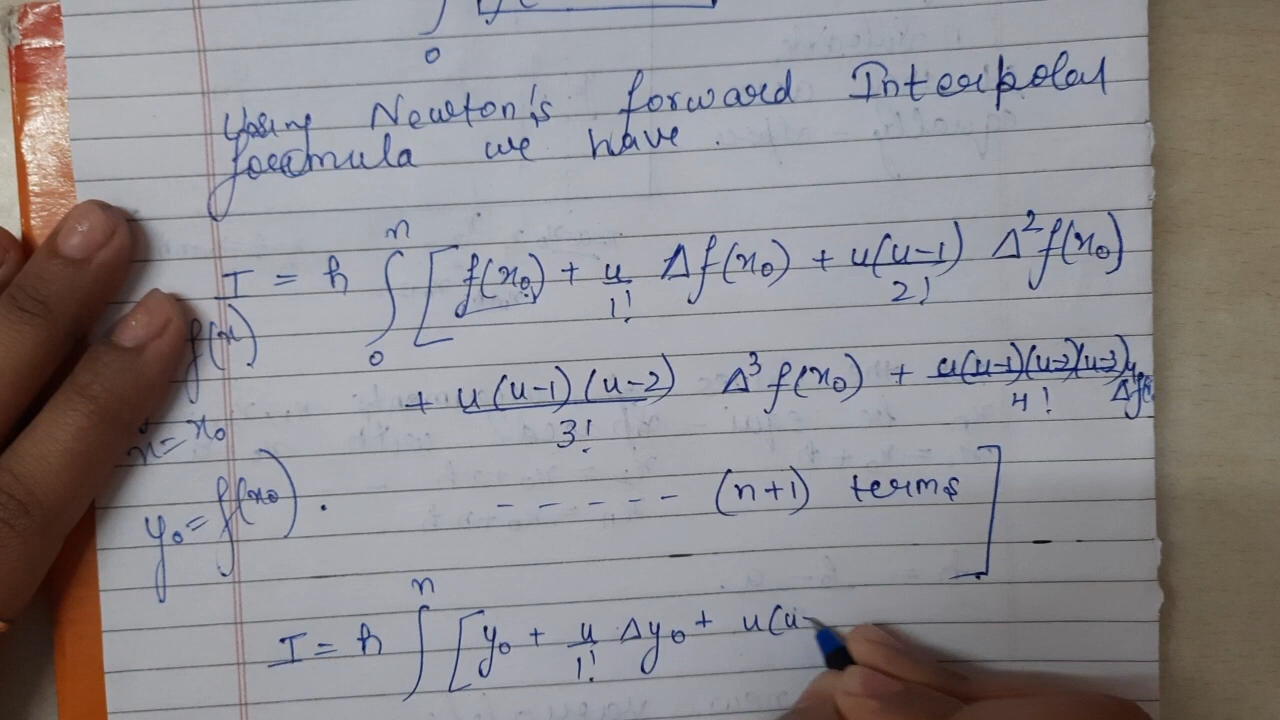 ∫
0
Using Newton's forward Interpolat
formula we have.
I = h ∫₀ⁿ [ f(x₀) + u/1! Δf(x₀) + u(u-1)/2! Δ²f(x₀)
f(x)
+ u(u-1)(u-2)/3! Δ³f(x₀) + u(u-1)(u-2)(u-3)/4!
x = x₀
y₀ = f(x₀). - - - - - - (n+1) terms ]
I = h ∫ⁿ [ y₀ + u/1! Δy₀ + u(u-